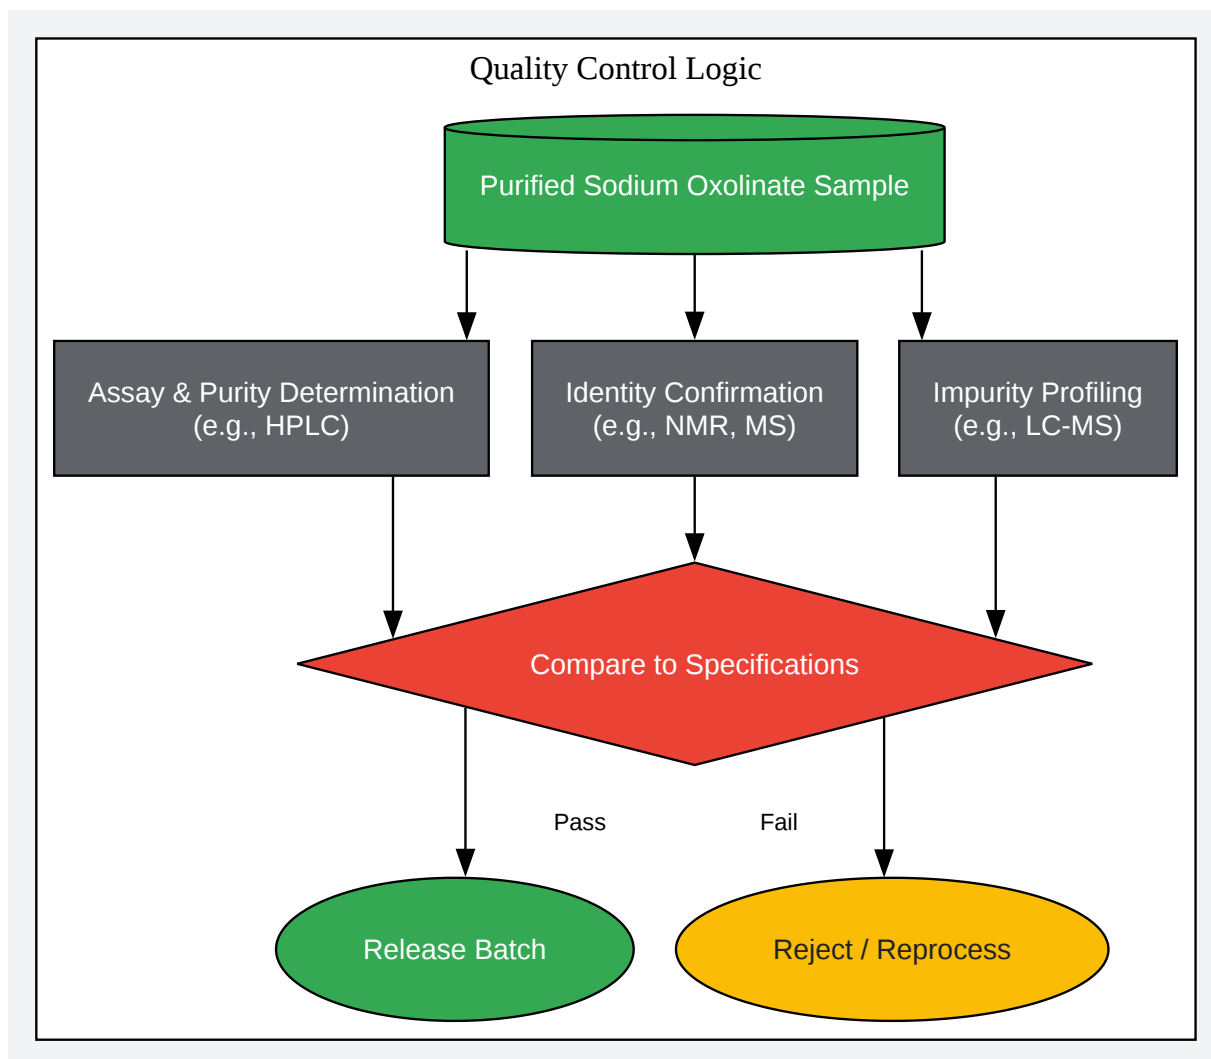 Quality Control Logic
Purified Sodium Oxolinate Sample
Assay & Purity Determination
(e.g., HPLC)
Identity Confirmation
(e.g., NMR, MS)
Impurity Profiling
(e.g., LC-MS)
Compare to Specifications
Pass
Fail
Release Batch
Reject / Reprocess